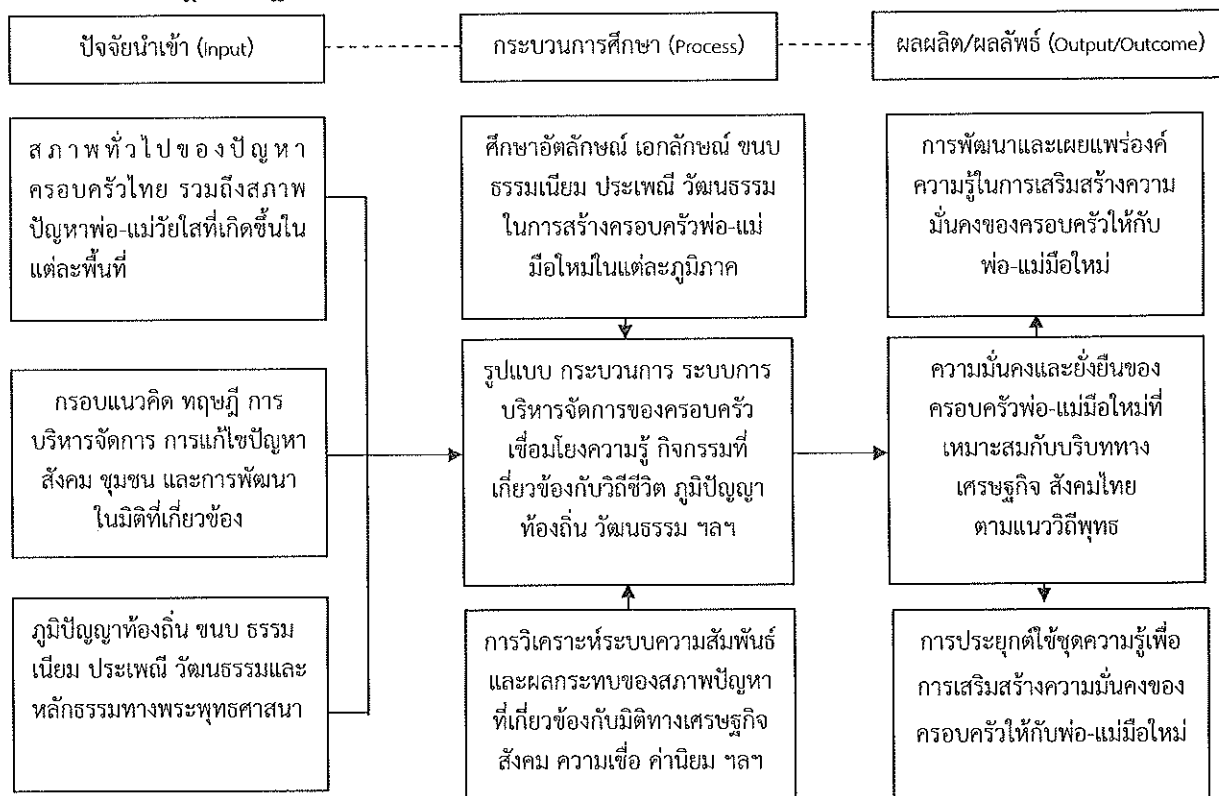 ปัจจัยนำเข้า (Input)
กระบวนการศึกษา (Process)
ผลผลิต/ผลลัพธ์ (Output/Outcome)
สภาพทั่วไปของปัญหา
ครอบครัวไทย รวมถึงสภาพ
ปัญหาพ่อ-แม่วัยใสที่เกิดขึ้นใน
แต่ละพื้นที่
กรอบแนวคิด ทฤษฎี การ
บริหารจัดการ การแก้ไขปัญหา
สังคม ชุมชน และการพัฒนา
ในมิติที่เกี่ยวข้อง
ภูมิปัญญาท้องถิ่น ขนบ ธรรม
เนียม ประเพณี วัฒนธรรมและ
หลักธรรมทางพระพุทธศาสนา
ศึกษาอัตลักษณ์ เอกลักษณ์ ขนบ
ธรรมเนียม ประเพณี วัฒนธรรม
ในการสร้างครอบครัวพ่อ-แม่
มือใหม่ในแต่ละภูมิภาค
รูปแบบ กระบวนการ ระบบการ
บริหารจัดการของครอบครัว
เชื่อมโยงความรู้ กิจกรรมที่
เกี่ยวข้องกับวิถีชีวิต ภูมิปัญญา
ท้องถิ่น วัฒนธรรม ฯลฯ
การวิเคราะห์ระบบความสัมพันธ์
และผลกระทบของสภาพปัญหา
ที่เกี่ยวข้องกับมิติทางเศรษฐกิจ
สังคม ความเชื่อ ค่านิยม ฯลฯ
การพัฒนาและเผยแพร่องค์
ความรู้ในการเสริมสร้างความ
มั่นคงของครอบครัวให้กับ
พ่อ-แม่มือใหม่
ความมั่นคงและยั่งยืนของ
ครอบครัวพ่อ-แม่มือใหม่ที่
เหมาะสมกับบริบททาง
เศรษฐกิจ สังคมไทย
ตามแนววิถีพุทธ
การประยุกต์ใช้ชุดความรู้เพื่อ
การเสริมสร้างความมั่นคงของ
ครอบครัวให้กับพ่อ-แม่มือใหม่